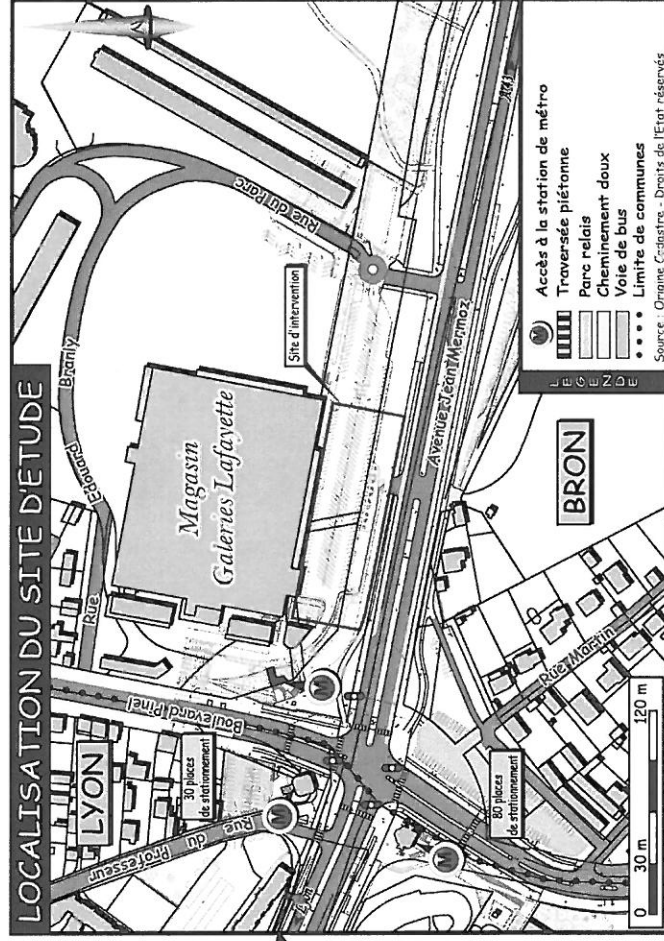 LOCALISATION DU SITE D'ÉTUDE
LYON
30 places
de stationnement
Rue du
Professeur
Boulevard Pinel
Rue
Edouard
Branly
Magasin
Galeries Lafayette
Rue du Parc
Site d'intervention
Avenue Jean Mermoz
A43
M
M
M
BRON
Rue Martin
80 places
de stationnement
0
30 m
120 m
LEGENDE
M
Accès à la station de métro
Traversée piétonne
Parc relais
Cheminement doux
Voie de bus
Limite de communes
Source : Origine Cadastre - Droits de l'Etat réservés